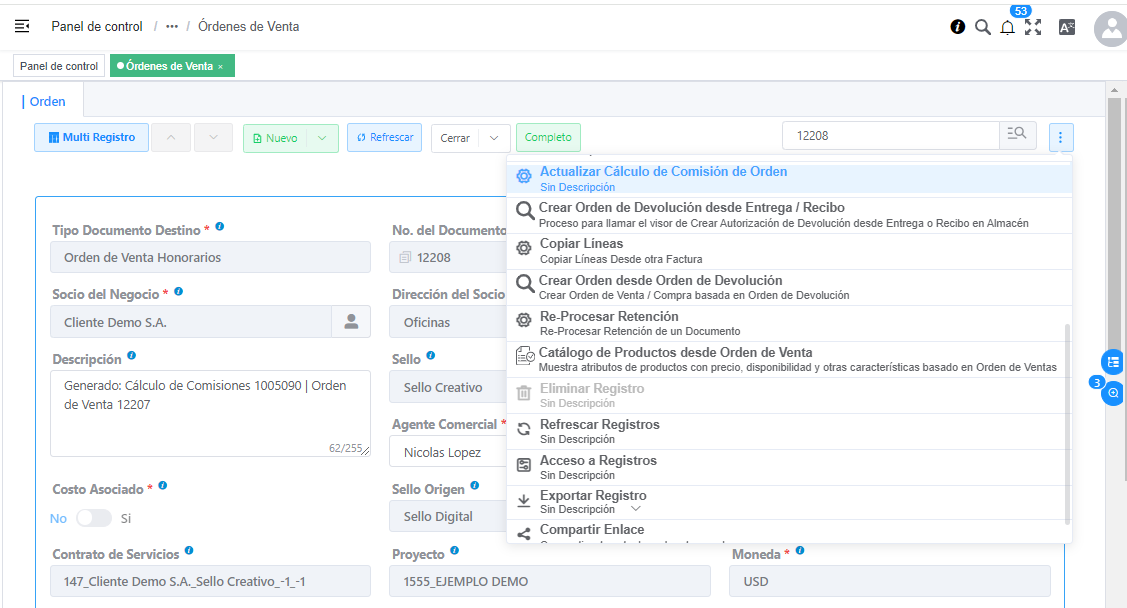 Panel de control / ••• / Órdenes de Venta
53
Panel de control
Órdenes de Venta ×
Orden
Multi Registro
Nuevo
Refrescar
Cerrar
Completo
12208
Actualizar Cálculo de Comisión de Orden
Sin Descripción
Crear Orden de Devolución desde Entrega / Recibo
Proceso para llamar el visor de Crear Autorización de Devolución desde Entrega o Recibo en Almacén
Copiar Líneas
Copiar Líneas Desde otra Factura
Crear Orden desde Orden de Devolución
Crear Orden de Venta / Compra basada en Orden de Devolución
Re-Procesar Retención
Re-Procesar Retención de un Documento
Catálogo de Productos desde Orden de Venta
Muestra atributos de productos con precio, disponibilidad y otras características basado en Orden de Ventas
Eliminar Registro
Sin Descripción
Refrescar Registros
Sin Descripción
Acceso a Registros
Sin Descripción
Exportar Registro
Sin Descripción
Compartir Enlace
3
Tipo Documento Destino *
Orden de Venta Honorarios
No. del Documento
12208
Socio del Negocio *
Cliente Demo S.A.
Dirección del Socio
Oficinas
Descripción
Generado: Cálculo de Comisiones 1005090 | Orden
de Venta 12207
62/255
Sello
Sello Creativo
Agente Comercial *
Nicolas Lopez
Costo Asociado *
No
Si
Sello Origen
Sello Digital
Contrato de Servicios
147_Cliente Demo S.A._Sello Creativo_-1_-1
Proyecto
1555_EJEMPLO DEMO
Moneda *
USD